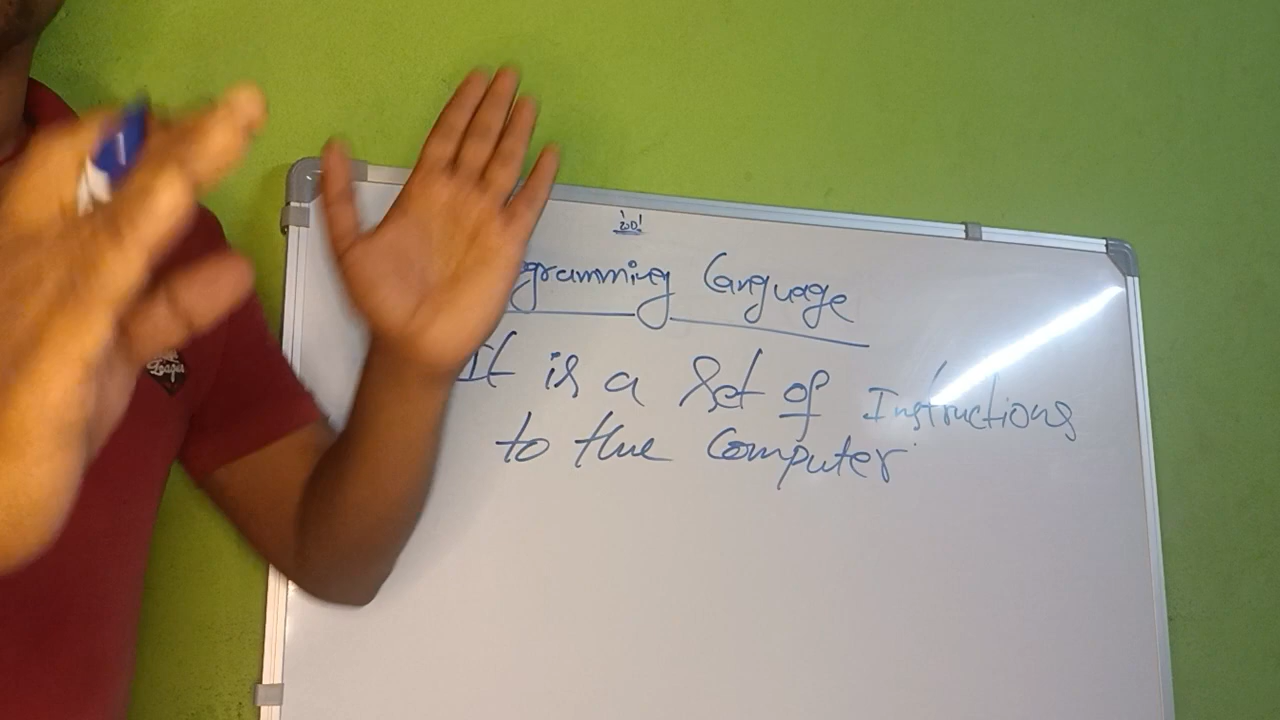 gramming Language
It is a Set of Instructions
to the Computer